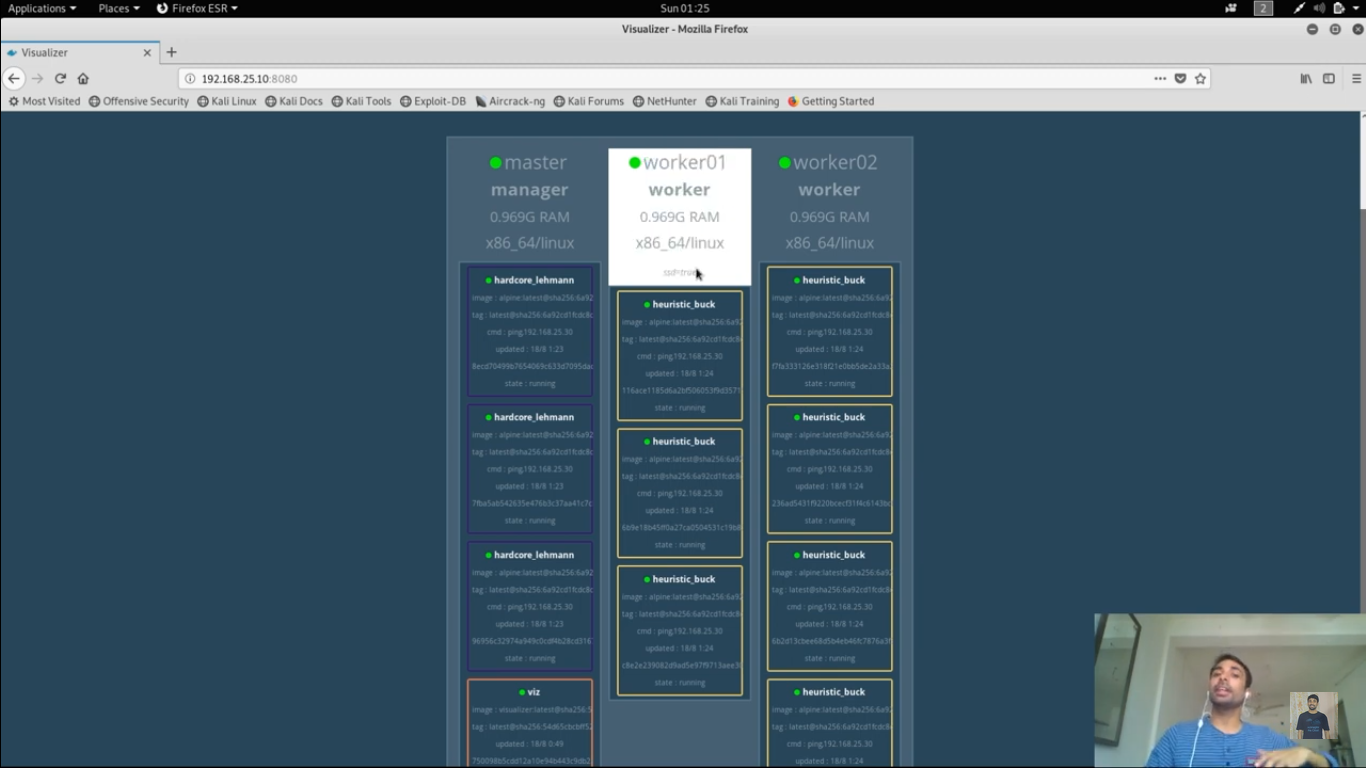 Applications Places Firefox ESR Sun 01:25 2
Visualizer - Mozilla Firefox
Visualizer
192.168.25.10:8080
Most Visited Offensive Security Kali Linux Kali Docs Kali Tools Exploit-DB Aircrack-ng Kali Forums NetHunter Kali Training Getting Started
master
manager
0.969G RAM
x86_64/linux
hardcore_lehmann
image : alpine:latest@sha256:6a92
tag : latest@sha256:6a92cd1fcdc8
cmd : ping,192.168.25.30
updated : 18/8 1:23
state : running
hardcore_lehmann
image : alpine:latest@sha256:6a92
tag : latest@sha256:6a92cd1fcdc8
cmd : ping,192.168.25.30
updated : 18/8 1:23
state : running
hardcore_lehmann
image : alpine:latest@sha256:6a92
tag : latest@sha256:6a92cd1fcdc8
cmd : ping,192.168.25.30
updated : 18/8 1:23
state : running
viz
image : visualizer:latest@sha256:5
tag : latest@sha256:54d65cbcbff5
updated : 18/8 0:49
worker01
worker
0.969G RAM
x86_64/linux
ssd=true
heuristic_buck
image : alpine:latest@sha256:6a92
tag : latest@sha256:6a92cd1fcdc8
cmd : ping,192.168.25.30
updated : 18/8 1:24
state : running
heuristic_buck
image : alpine:latest@sha256:6a92
tag : latest@sha256:6a92cd1fcdc8
cmd : ping,192.168.25.30
updated : 18/8 1:24
state : running
heuristic_buck
image : alpine:latest@sha256:6a92
tag : latest@sha256:6a92cd1fcdc8
cmd : ping,192.168.25.30
updated : 18/8 1:24
state : running
worker02
worker
0.969G RAM
x86_64/linux
heuristic_buck
image : alpine:latest@sha256:6a92
tag : latest@sha256:6a92cd1fcdc8
cmd : ping,192.168.25.30
updated : 18/8 1:24
state : running
heuristic_buck
image : alpine:latest@sha256:6a92
tag : latest@sha256:6a92cd1fcdc8
cmd : ping,192.168.25.30
updated : 18/8 1:24
state : running
heuristic_buck
image : alpine:latest@sha256:6a92
tag : latest@sha256:6a92cd1fcdc8
cmd : ping,192.168.25.30
updated : 18/8 1:24
state : running
heuristic_buck
image : alpine:latest@sha256:6a92
tag : latest@sha256:6a92cd1fcdc8
cmd : ping,192.168.25.30
updated : 18/8 1:24